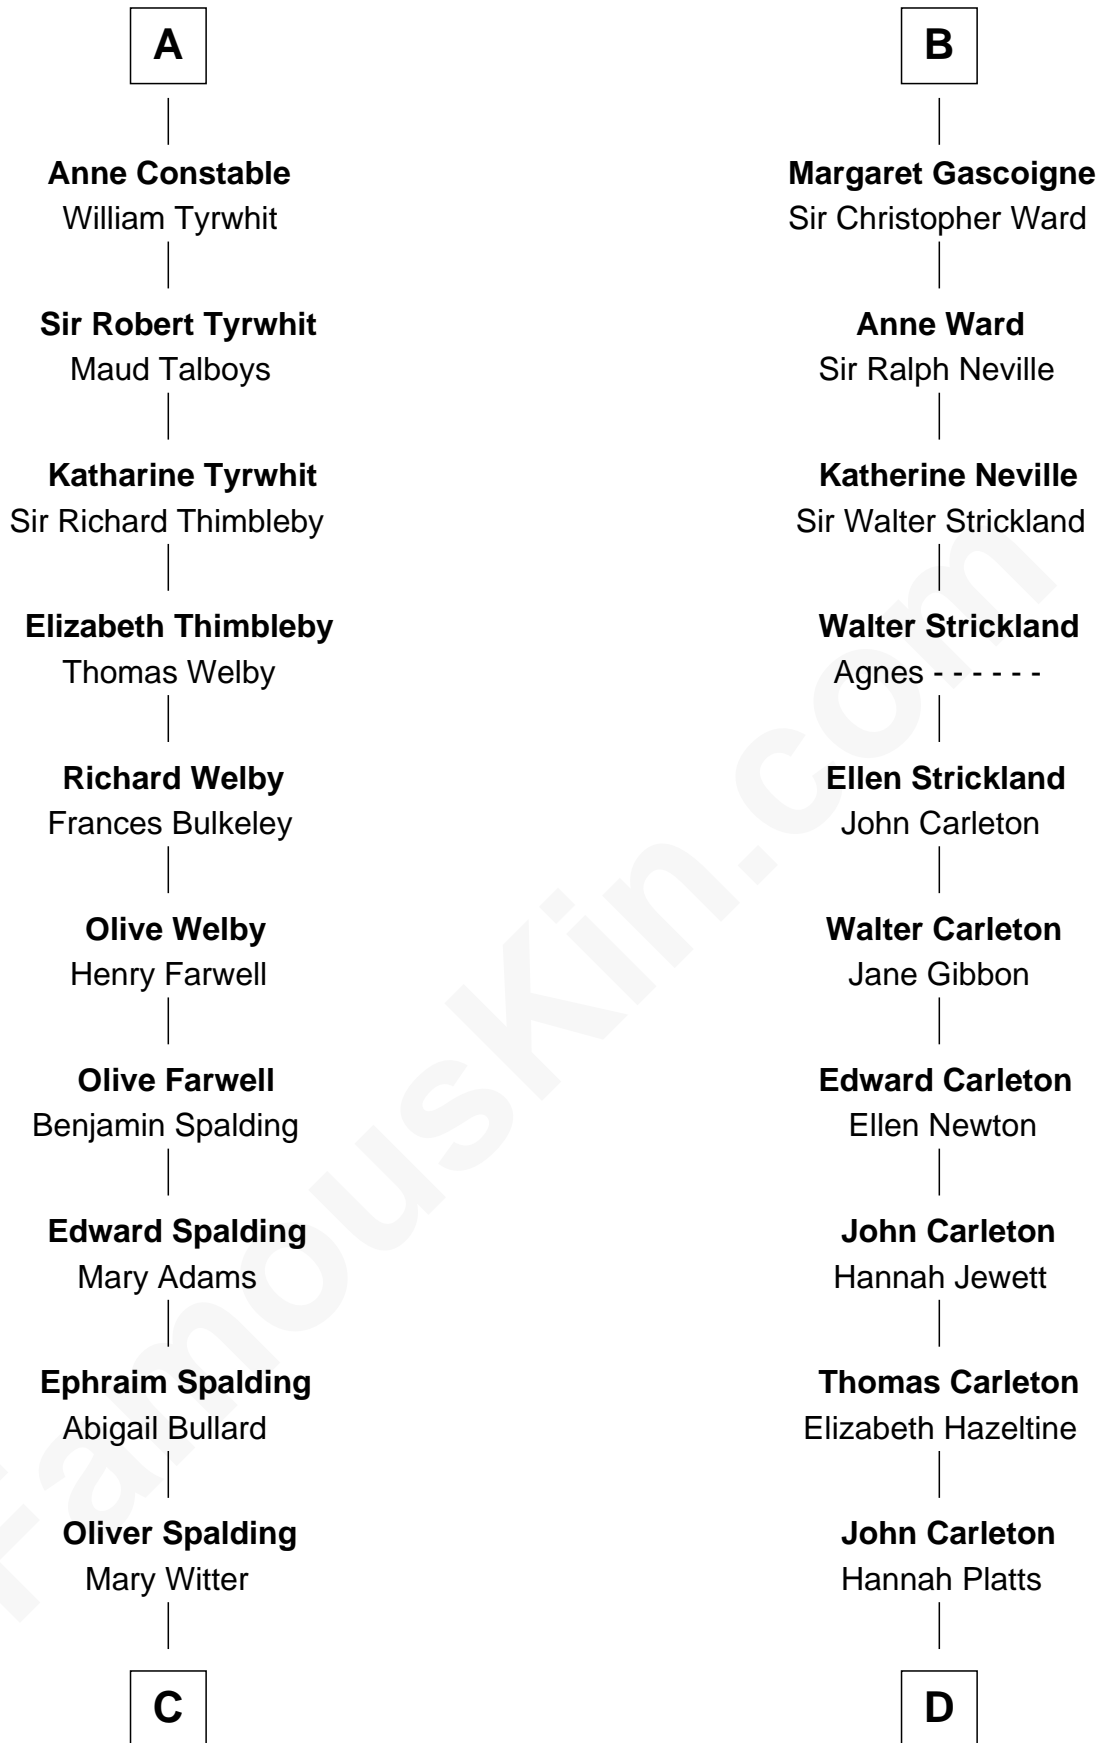 A
Anne Constable
William Tyrwhit
Sir Robert Tyrwhit
Maud Talboys
Katharine Tyrwhit
Sir Richard Thimbleby
Elizabeth Thimbleby
Thomas Welby
Richard Welby
Frances Bulkeley
Olive Welby
Henry Farwell
Olive Farwell
Benjamin Spalding
Edward Spalding
Mary Adams
Ephraim Spalding
Abigail Bullard
Oliver Spalding
Mary Witter
C
B
Margaret Gascoigne
Sir Christopher Ward
Anne Ward
Sir Ralph Neville
Katherine Neville
Sir Walter Strickland
Walter Strickland
Agnes - - - - - -
Ellen Strickland
John Carleton
Walter Carleton
Jane Gibbon
Edward Carleton
Ellen Newton
John Carleton
Hannah Jewett
Thomas Carleton
Elizabeth Hazeltine
John Carleton
Hannah Platts
D
FamousKin.com